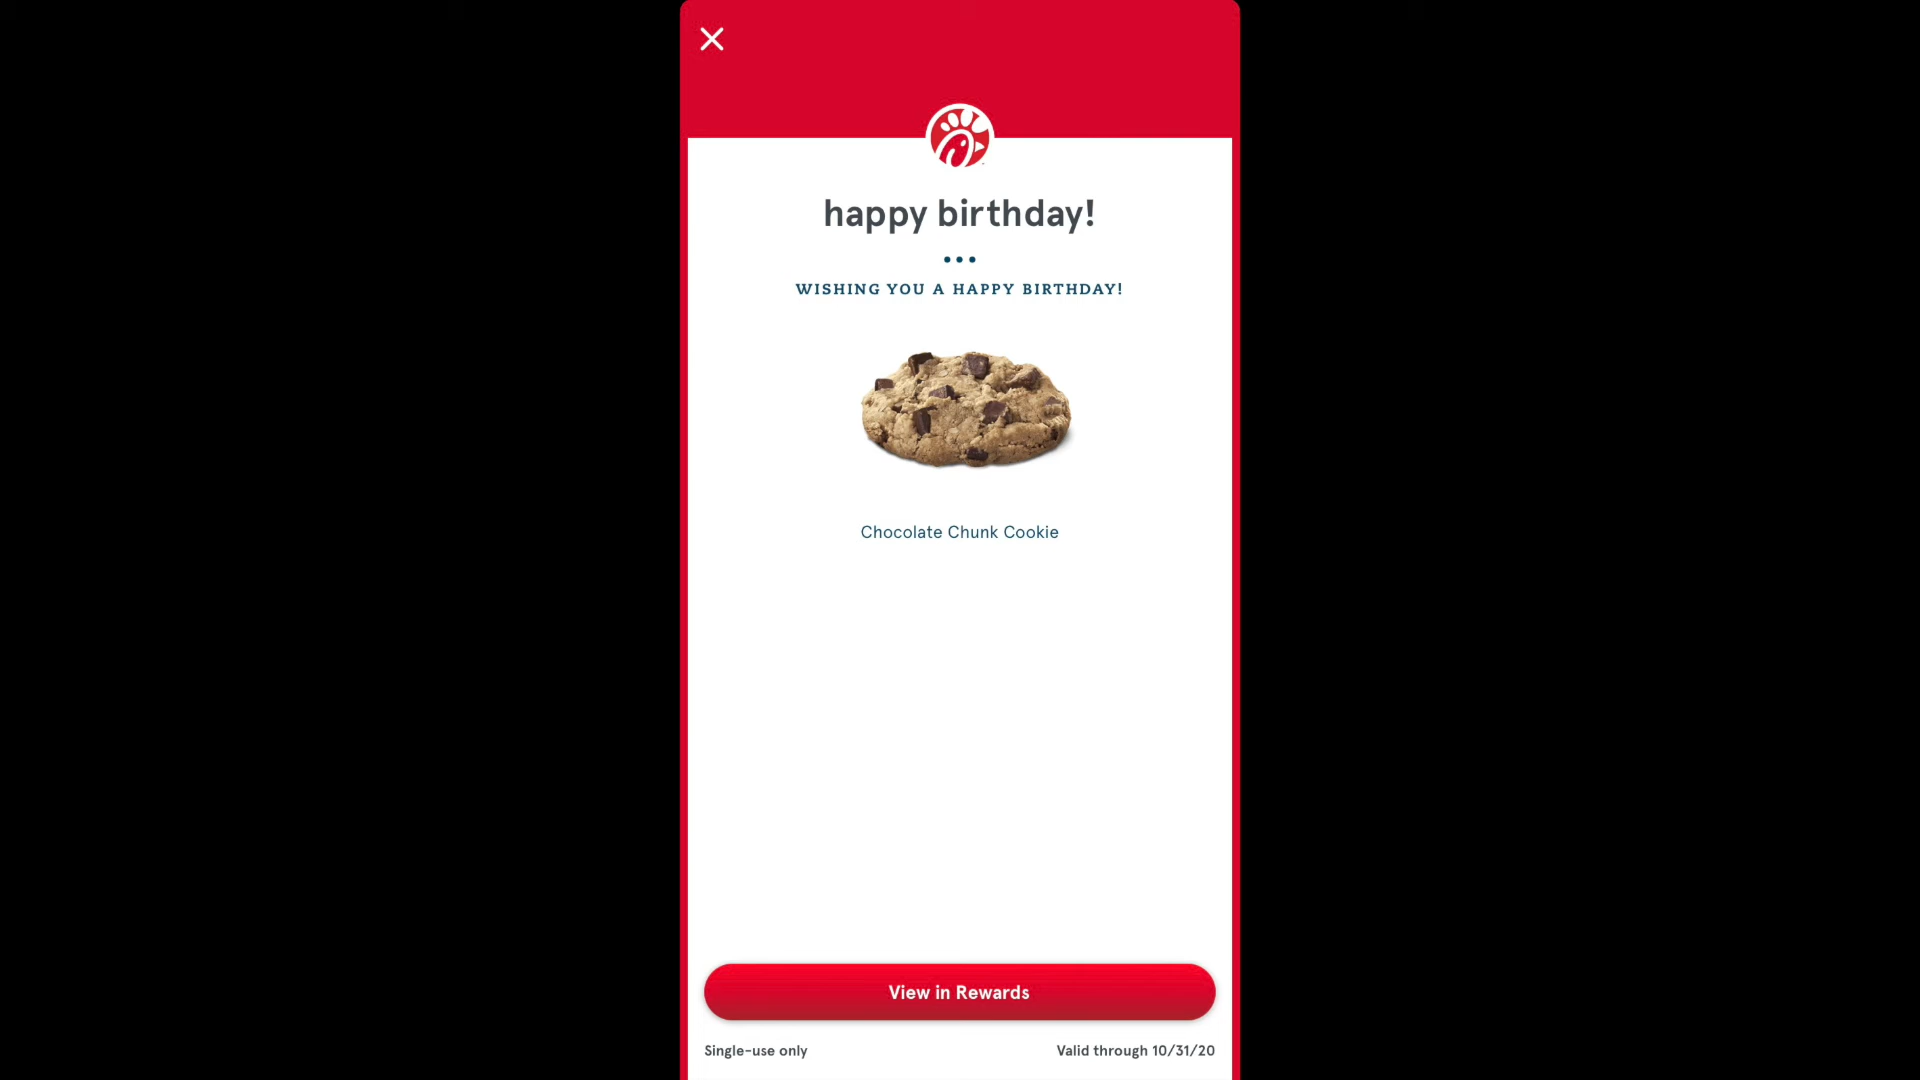 happy birthday!
WISHING YOU A HAPPY BIRTHDAY!
Chocolate Chunk Cookie
View in Rewards
Single-use only
Valid through 10/31/20